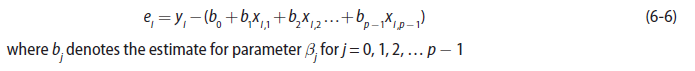 eᵢ = yᵢ – (b₀ + b₁xᵢ,₁ + b₂xᵢ,₂ … + bₚ₋₁xᵢ,ₚ₋₁) (6-6)
where bⱼ denotes the estimate for parameter βⱼ for j = 0, 1, 2, … p – 1